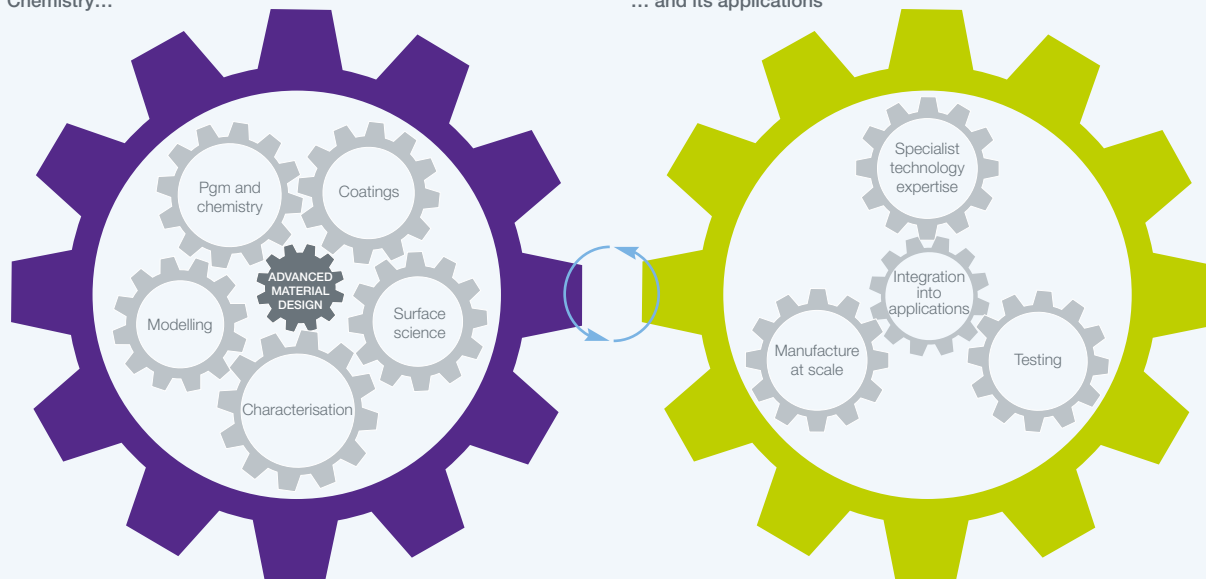 Chemistry…
… and its applications
Pgm and
chemistry
Coatings
ADVANCED
MATERIAL
DESIGN
Modelling
Surface
science
Characterisation
Specialist
technology
expertise
Integration
into
applications
Manufacture
at scale
Testing